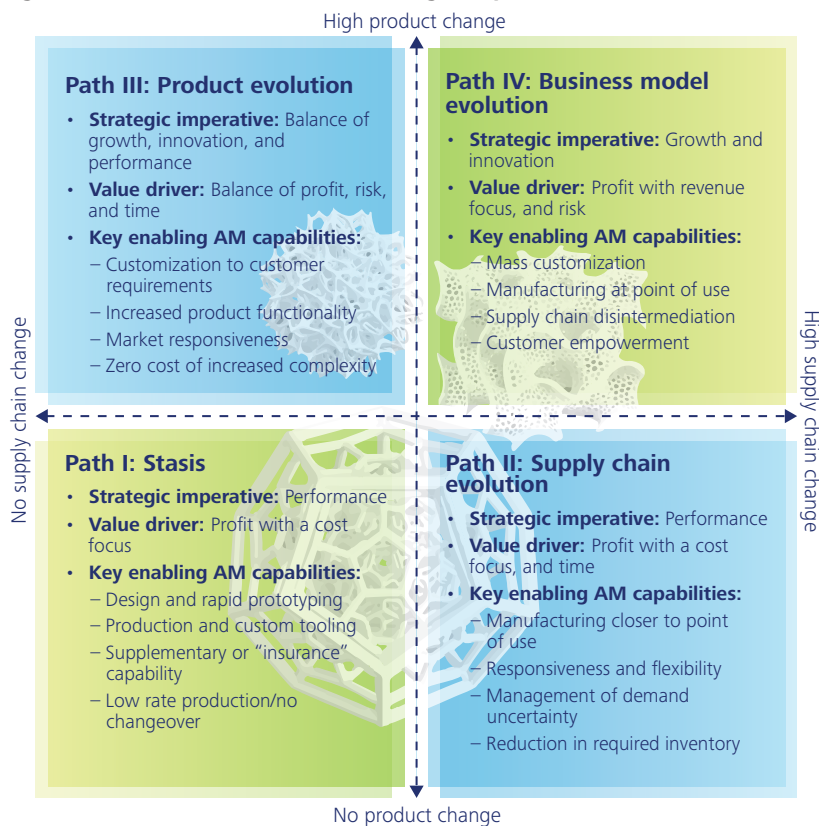 High product change
Path III: Product evolution
• Strategic imperative: Balance of
growth, innovation, and
performance
• Value driver: Balance of profit, risk,
and time
• Key enabling AM capabilities:
– Customization to customer
requirements
– Increased product functionality
– Market responsiveness
– Zero cost of increased complexity
Path IV: Business model
evolution
• Strategic imperative: Growth and
innovation
• Value driver: Profit with revenue
focus, and risk
• Key enabling AM capabilities:
– Mass customization
– Manufacturing at point of use
– Supply chain disintermediation
– Customer empowerment
No supply chain change
High supply chain change
Path I: Stasis
• Strategic imperative: Performance
• Value driver: Profit with a cost
focus
• Key enabling AM capabilities:
– Design and rapid prototyping
– Production and custom tooling
– Supplementary or “insurance”
capability
– Low rate production/no
changeover
Path II: Supply chain
evolution
• Strategic imperative: Performance
• Value driver: Profit with a cost
focus, and time
• Key enabling AM capabilities:
– Manufacturing closer to point
of use
– Responsiveness and flexibility
– Management of demand
uncertainty
– Reduction in required inventory
No product change